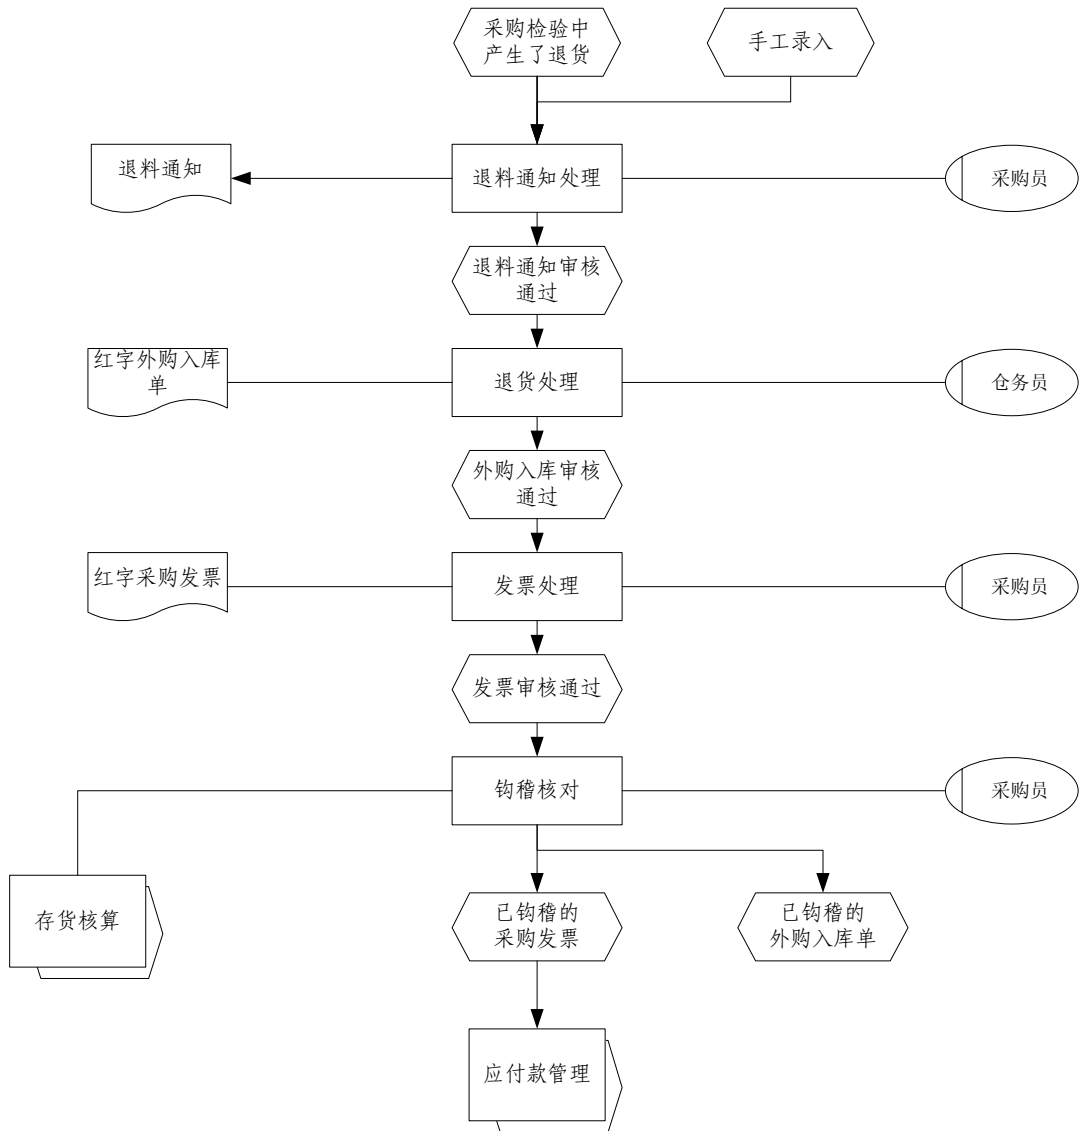 采购检验中
产生了退货
手工录入
退料通知
退料通知处理
采购员
退料通知审核
通过
红字外购入库
单
退货处理
仓务员
外购入库审核
通过
红字采购发票
发票处理
采购员
发票审核通过
钩稽核对
采购员
存货核算
已钩稽的
采购发票
已钩稽的
外购入库单
应付款管理